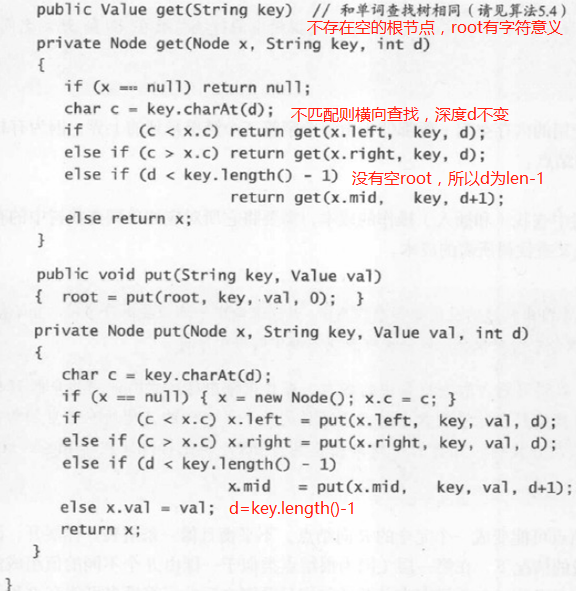 public Value get(String key)  // 和单词查找树相同（请见算法5.4）
不存在空的根节点，root有字符意义
private Node get(Node x, String key, int d)
{
if (x == null) return null;
char c = key.charAt(d);
不匹配则横向查找，深度d不变
if (c < x.c) return get(x.left, key, d);
else if (c > x.c) return get(x.right, key, d);
else if (d < key.length() - 1) 没有空root，所以d为len-1
return get(x.mid, key, d+1);
else return x;
}
public void put(String key, Value val)
{ root = put(root, key, val, 0); }
private Node put(Node x, String key, Value val, int d)
{
char c = key.charAt(d);
if (x == null) { x = new Node(); x.c = c; }
if (c < x.c) x.left = put(x.left, key, val, d);
else if (c > x.c) x.right = put(x.right, key, val, d);
else if (d < key.length() - 1)
x.mid = put(x.mid, key, val, d+1);
else x.val = val; d=key.length()-1
return x;
}
}